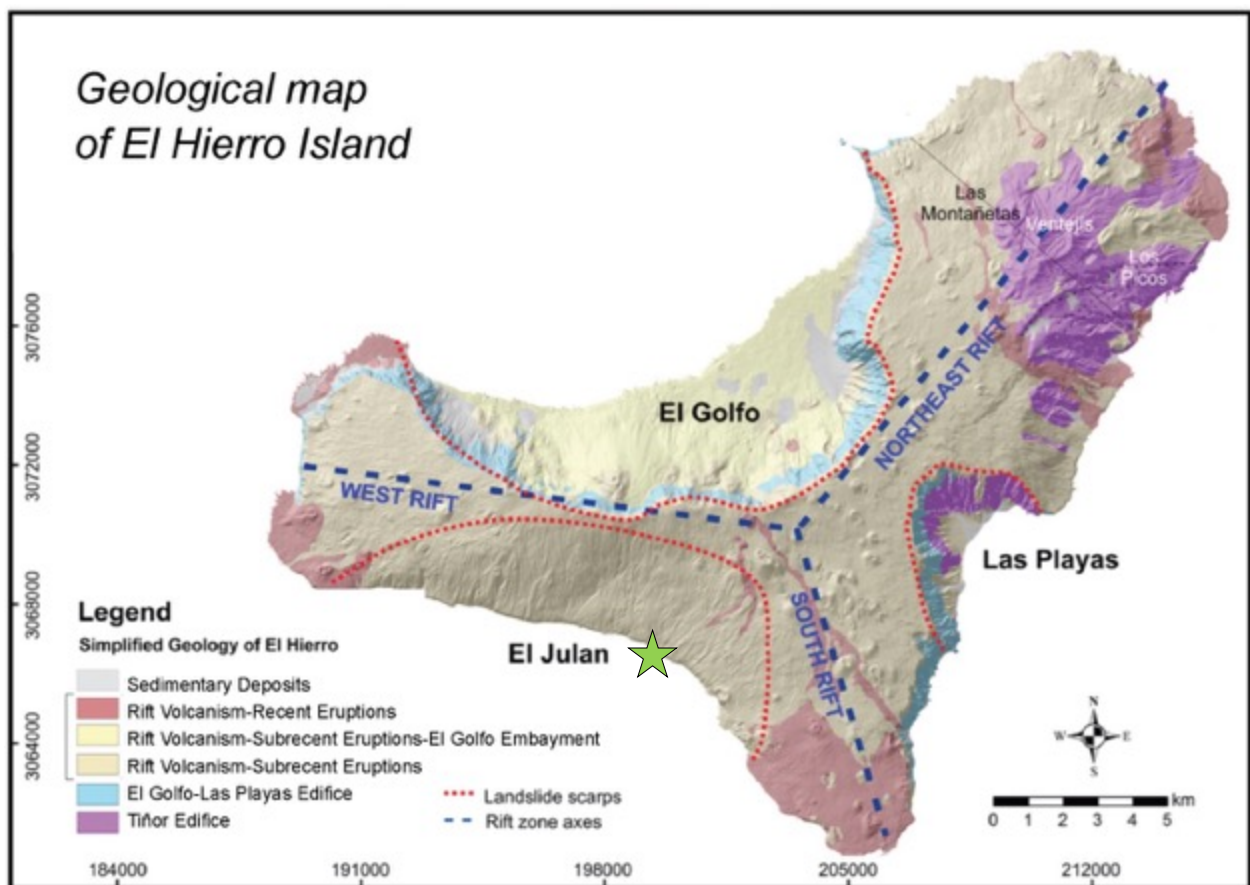 Geological map
of El Hierro Island
Las
Montañetas
Ventejis
Los
Picos
El Golfo
NORTHEAST RIFT
WEST RIFT
Las Playas
SOUTH RIFT
El Julan
Legend
Simplified Geology of El Hierro
Sedimentary Deposits
Rift Volcanism-Recent Eruptions
Rift Volcanism-Subrecent Eruptions-El Golfo Embayment
Rift Volcanism-Subrecent Eruptions
El Golfo-Las Playas Edifice
Tiñor Edifice
Landslide scarps
Rift zone axes
N
W E
S
km
0 1 2 3 4 5
3076000
3072000
3068000
3064000
184000 191000 198000 205000 212000